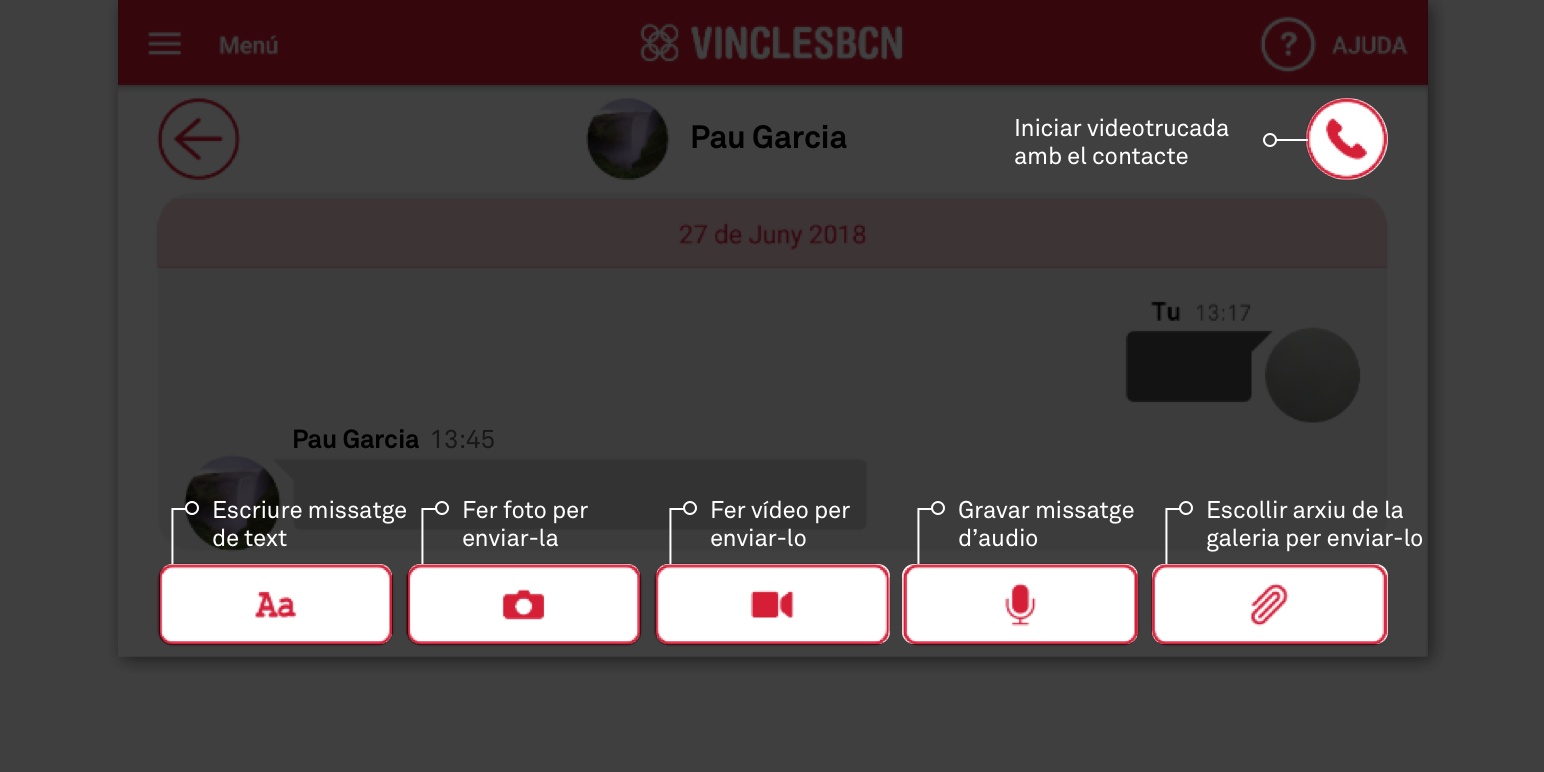 Menú
VINCLESBCN
? AJUDA
Pau Garcia
Iniciar videotrucada
amb el contacte
27 de Juny 2018
Tu 13:17
Pau Garcia 13:45
Escriure missatge
de text
Fer foto per
enviar-la
Fer vídeo per
enviar-lo
Gravar missatge
d’audio
Escollir arxiu de la
galeria per enviar-lo
Aa